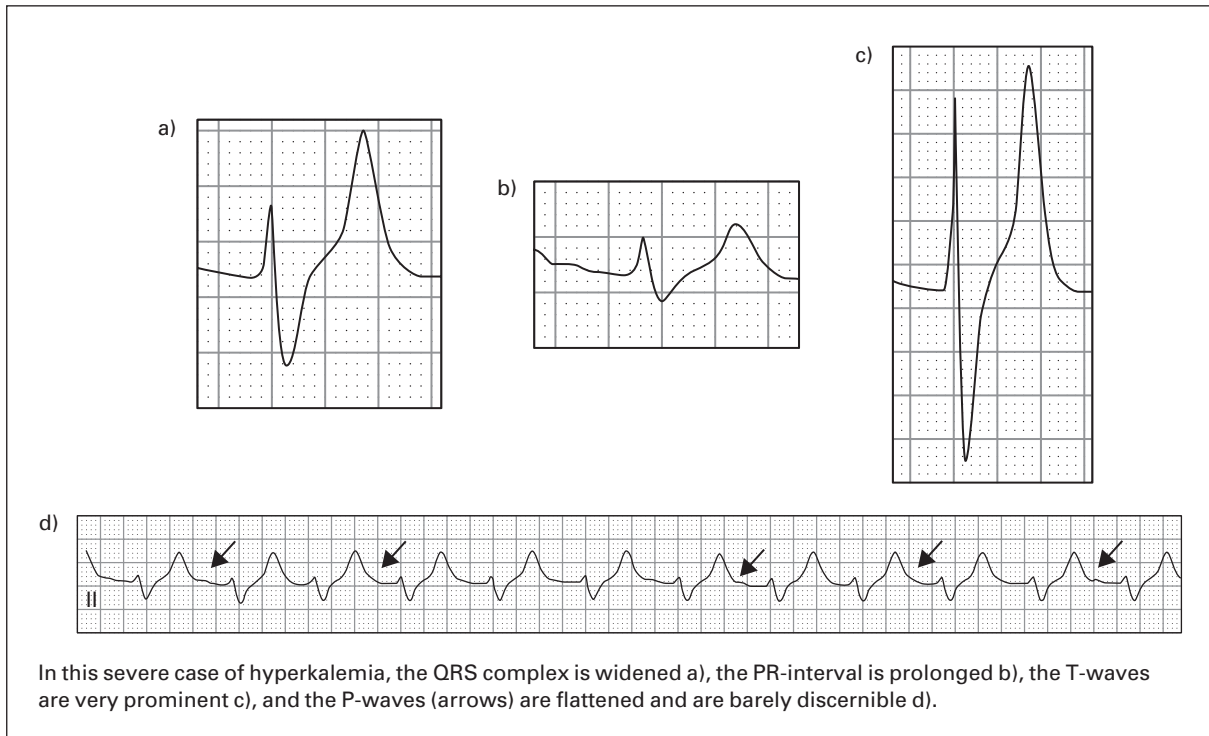 a)
b)
c)
d)
II
In this severe case of hyperkalemia, the QRS complex is widened a), the PR-interval is prolonged b), the T-waves
are very prominent c), and the P-waves (arrows) are flattened and are barely discernible d).